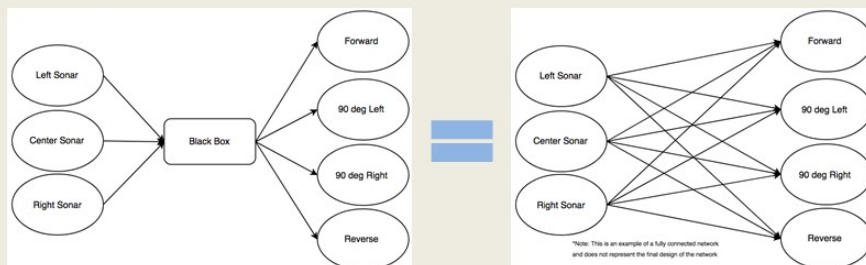 Left Sonar
Center Sonar
Right Sonar
Black Box
Forward
90 deg Left
90 deg Right
Reverse
Left Sonar
Center Sonar
Right Sonar
Forward
90 deg Left
90 deg Right
Reverse
*Note: This is an example of a fully connected network
and does not represent the final design of the network